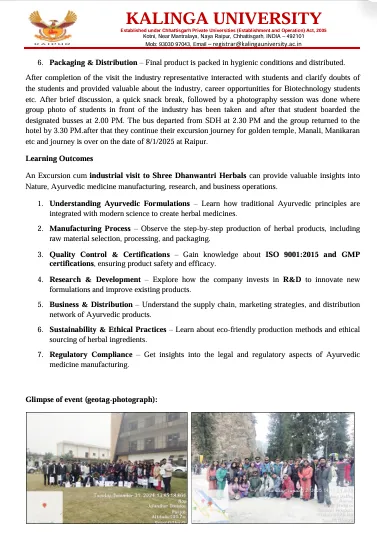 KALINGA UNIVERSITY
Established under Chhattisgarh Private Universities (Establishment and Operation) Act, 2005
Kotni, Near Mantralaya, Naya Raipur, Chhattisgarh, INDIA – 492101
Mob: 93030 97043, Email – registrar@kalingauniversity.ac.in
6. Packaging & Distribution – Final product is packed in hygienic conditions and distributed.
After completion of the visit the industry representative interacted with students and clarify doubts of
the students and provided valuable about the industry, career opportunities for Biotechnology students
etc. After brief discussion, a quick snack break, followed by a photography session was done where
group photo of students in front of the industry has been taken and after that student boarded the
designated busses at 2.00 PM. The bus departed from SDH at 2.30 PM and the group returned to the
hotel by 3.30 PM.after that they continue their excursion journey for golden temple, Manali, Manikaran
etc and journey is over on the date of 8/1/2025 at Raipur.
Learning Outcomes
An Excursion cum industrial visit to Shree Dhanwantri Herbals can provide valuable insights into
Nature, Ayurvedic medicine manufacturing, research, and business operations.
1. Understanding Ayurvedic Formulations – Learn how traditional Ayurvedic principles are
integrated with modern science to create herbal medicines.
2. Manufacturing Process – Observe the step-by-step production of herbal products, including
raw material selection, processing, and packaging.
3. Quality Control & Certifications – Gain knowledge about ISO 9001:2015 and GMP
certifications, ensuring product safety and efficacy.
4. Research & Development – Explore how the company invests in R&D to innovate new
formulations and improve existing products.
5. Business & Distribution – Understand the supply chain, marketing strategies, and distribution
network of Ayurvedic products.
6. Sustainability & Ethical Practices – Learn about eco-friendly production methods and ethical
sourcing of herbal ingredients.
7. Regulatory Compliance – Get insights into the legal and regulatory aspects of Ayurvedic
medicine manufacturing.
Glimpse of event (geotag-photograph):